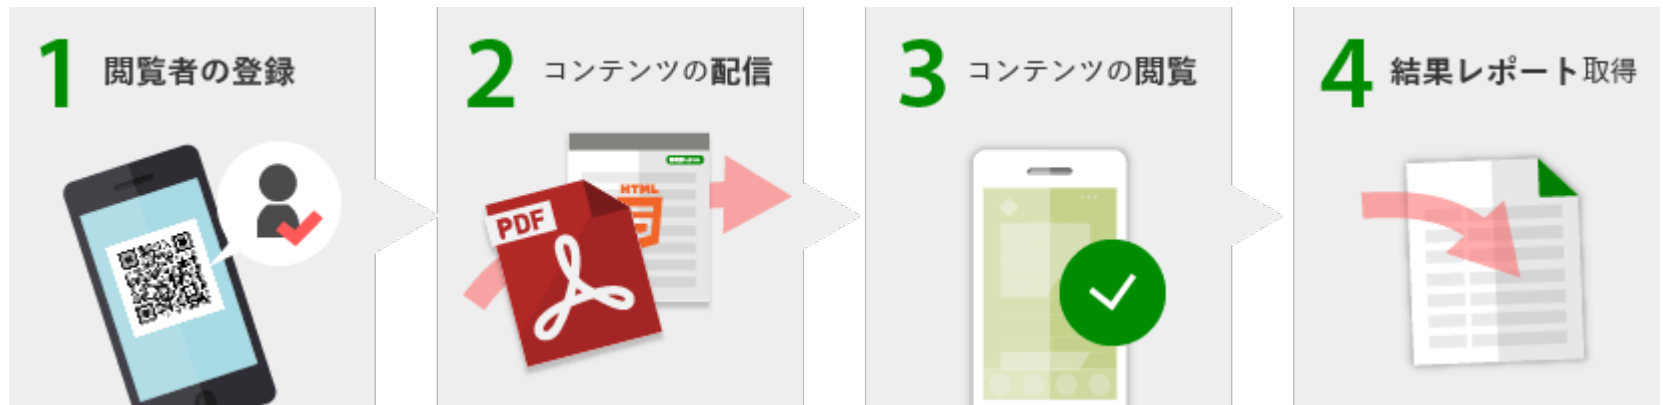 1 閲覧者の登録
2 コンテンツの配信
HTML
PDF
3 コンテンツの閲覧
4 結果レポート取得